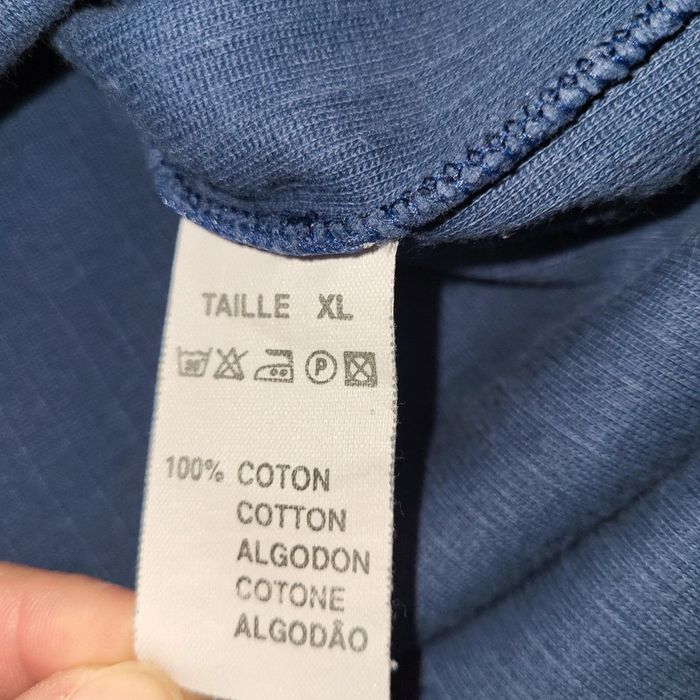 TAILLE XL
P
100% COTON
COTTON
ALGODON
COTONE
ALGODÃO